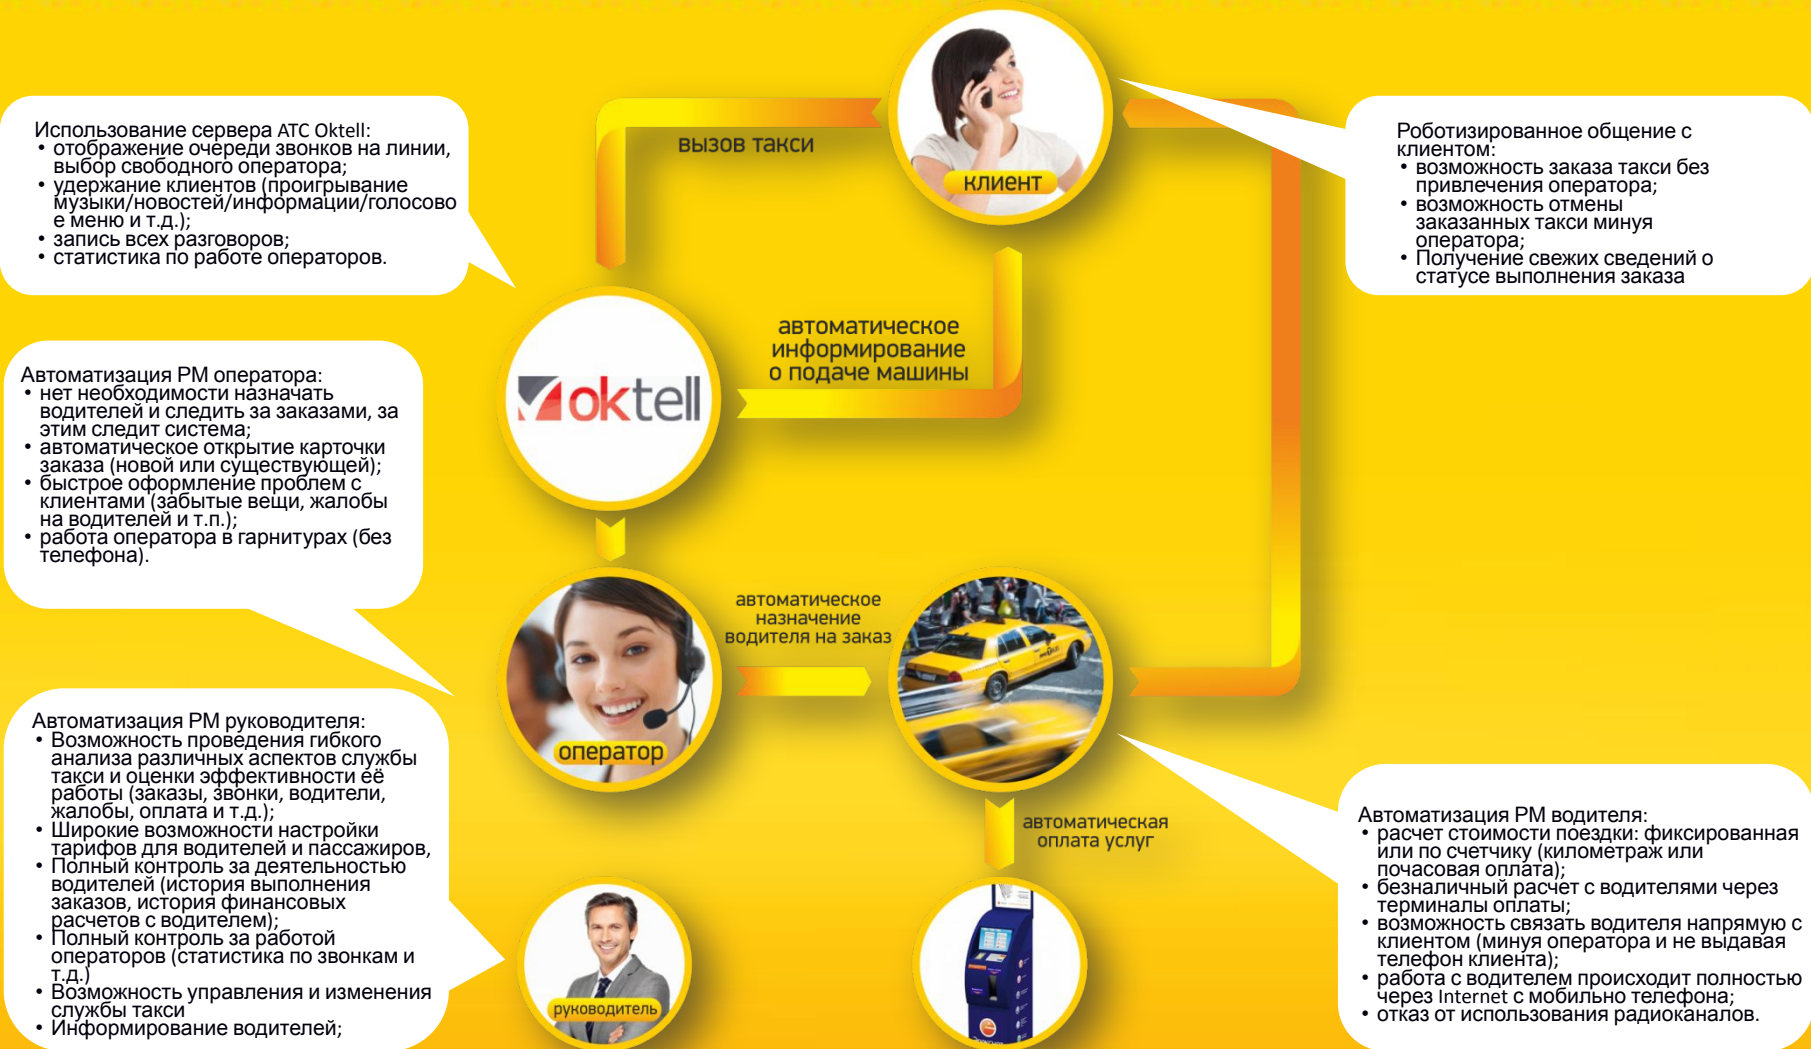 Использование сервера АТС Oktell:
• отображение очереди звонков на линии,
выбор свободного оператора;
• удержание клиентов (проигрывание
музыки/новостей/информации/голосово
е меню и т.д.);
• запись всех разговоров;
• статистика по работе операторов.
вызов такси
клиент
Роботизированное общение с
клиентом:
• возможность заказа такси без
привлечения оператора;
• возможность отмены
заказанных такси минуя
оператора;
• Получение свежих сведений о
статусе выполнения заказа
oktell
автоматическое
информирование
о подаче машины
Автоматизация РМ оператора:
• нет необходимости назначать
водителей и следить за заказами, за
этим следит система;
• автоматическое открытие карточки
заказа (новой или существующей);
• быстрое оформление проблем с
клиентами (забытые вещи, жалобы
на водителей и т.п.);
• работа оператора в гарнитурах (без
телефона).
оператор
автоматическое
назначение
водителя на заказ
Автоматизация РМ руководителя:
• Возможность проведения гибкого
анализа различных аспектов службы
такси и оценки эффективности её
работы (заказы, звонки, водители,
жалобы, оплата и т.д.);
• Широкие возможности настройки
тарифов для водителей и пассажиров,
• Полный контроль за деятельностью
водителей (история выполнения
заказов, история финансовых
расчетов с водителем);
• Полный контроль за работой
операторов (статистика по звонкам и
т.д.)
• Возможность управления и изменения
службы такси
• Информирование водителей;
руководитель
автоматическая
оплата услуг
Автоматизация РМ водителя:
• расчет стоимости поездки: фиксированная
или по счетчику (километраж или
почасовая оплата);
• безналичный расчет с водителями через
терминалы оплаты;
• возможность связать водителя напрямую с
клиентом (минуя оператора и не выдавая
телефон клиента);
• работа с водителем происходит полностью
через Internet с мобильно телефона;
• отказ от использования радиоканалов.